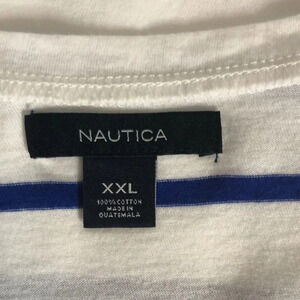 NAUTICA
XXL
100% COTTON
MADE IN
GUATEMALA